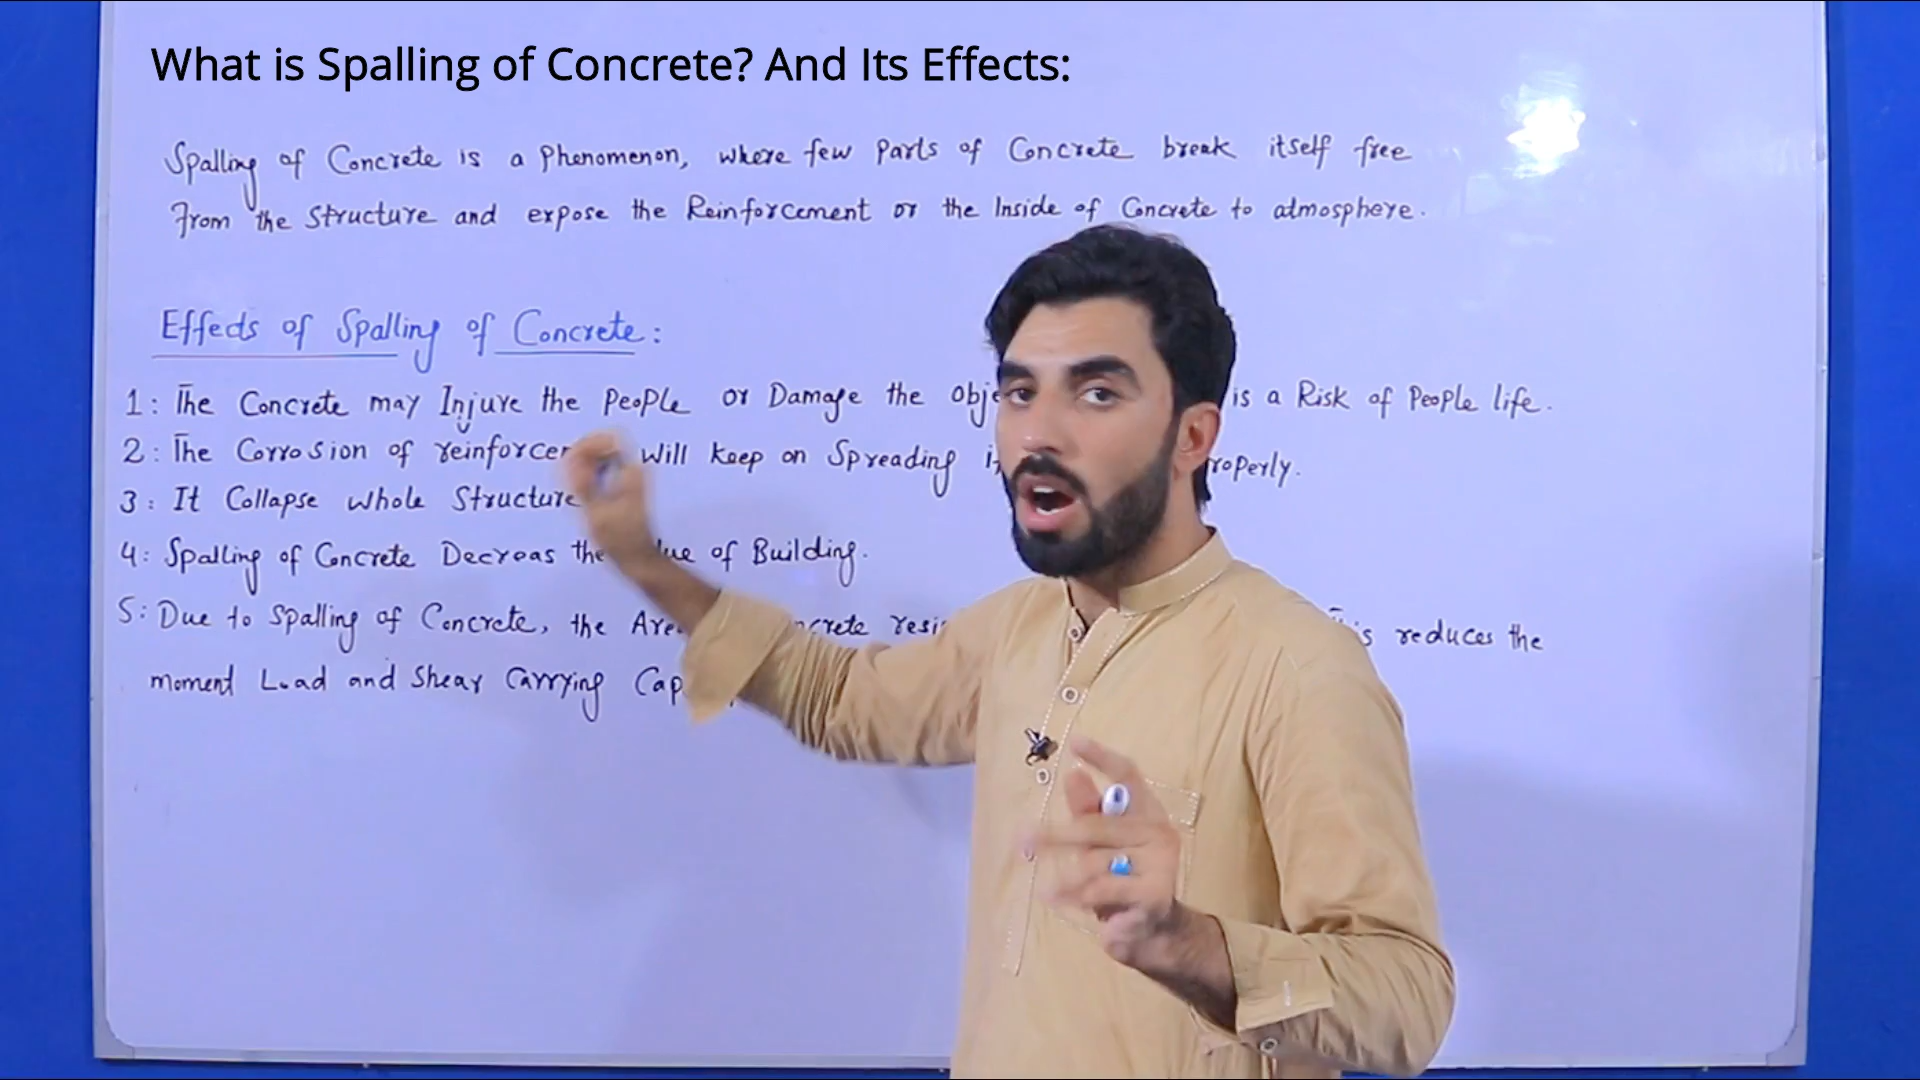 What is Spalling of Concrete? And Its Effects:
Spalling of Concrete is a Phenomenon, where few Parts of Concrete break itself free
From the Structure and expose the Reinforcement or the Inside of Concrete to atmosphere.
Effects of Spalling of Concrete:
1: The Concrete may Injure the People or Damage the is a Risk of People life.
2: The Corrosion of will keep on Spreading
3: It Collapse whole Structure
4: Spalling of Concrete Decreas the of Building.
5: Due to Spalling of Concrete, the reduces the
moment Load and Shear Carrying